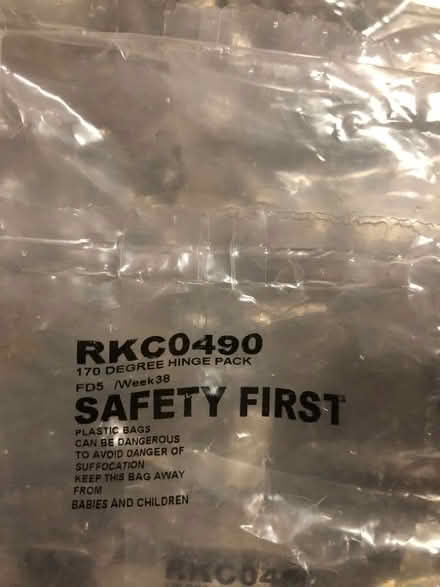 RKC0490
170 DEGREE HINGE PACK
FD5 /Week38
SAFETY FIRST
PLASTIC BAGS
CAN BE DANGEROUS
TO AVOID DANGER OF
SUFFOCATION
KEEP THIS BAG AWAY
FROM
BABIES AND CHILDREN